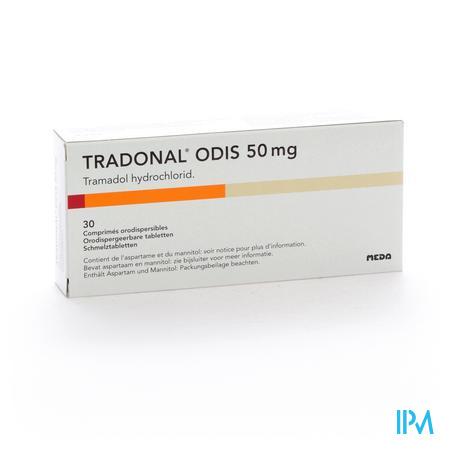 TRADONAL® ODIS 50 mg
Tramadol hydrochlorid.
30
Comprimés orodispersibles
Orodispergeerbare tabletten
Schmelztabletten
Contient de l'aspartame et du mannitol: voir notice pour plus d'information.
Bevat aspartaam en mannitol: zie bijsluiter voor meer informatie.
Enthält Aspartam und Mannitol: Packungsbeilage beachten.
MEDA
IPM